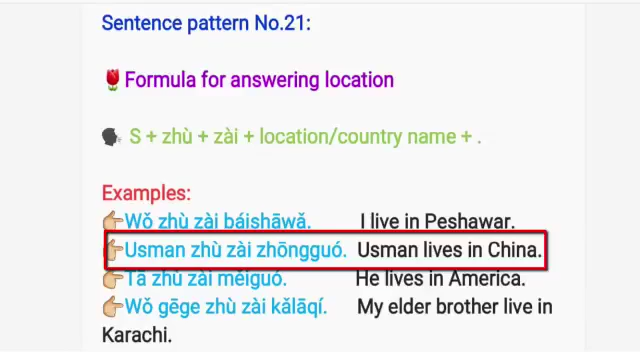 Sentence pattern No.21:
🌹Formula for answering location
🗣 S + zhù + zài + location/country name + .
Examples:
👉🏼Wǒ zhù zài báishāwǎ. I live in Peshawar.
👉🏼Usman zhù zài zhōngguó. Usman lives in China.
👉🏼Tā zhù zài měiguó. He lives in America.
👉🏼Wǒ gēge zhù zài kǎlāqí. My elder brother live in
Karachi.